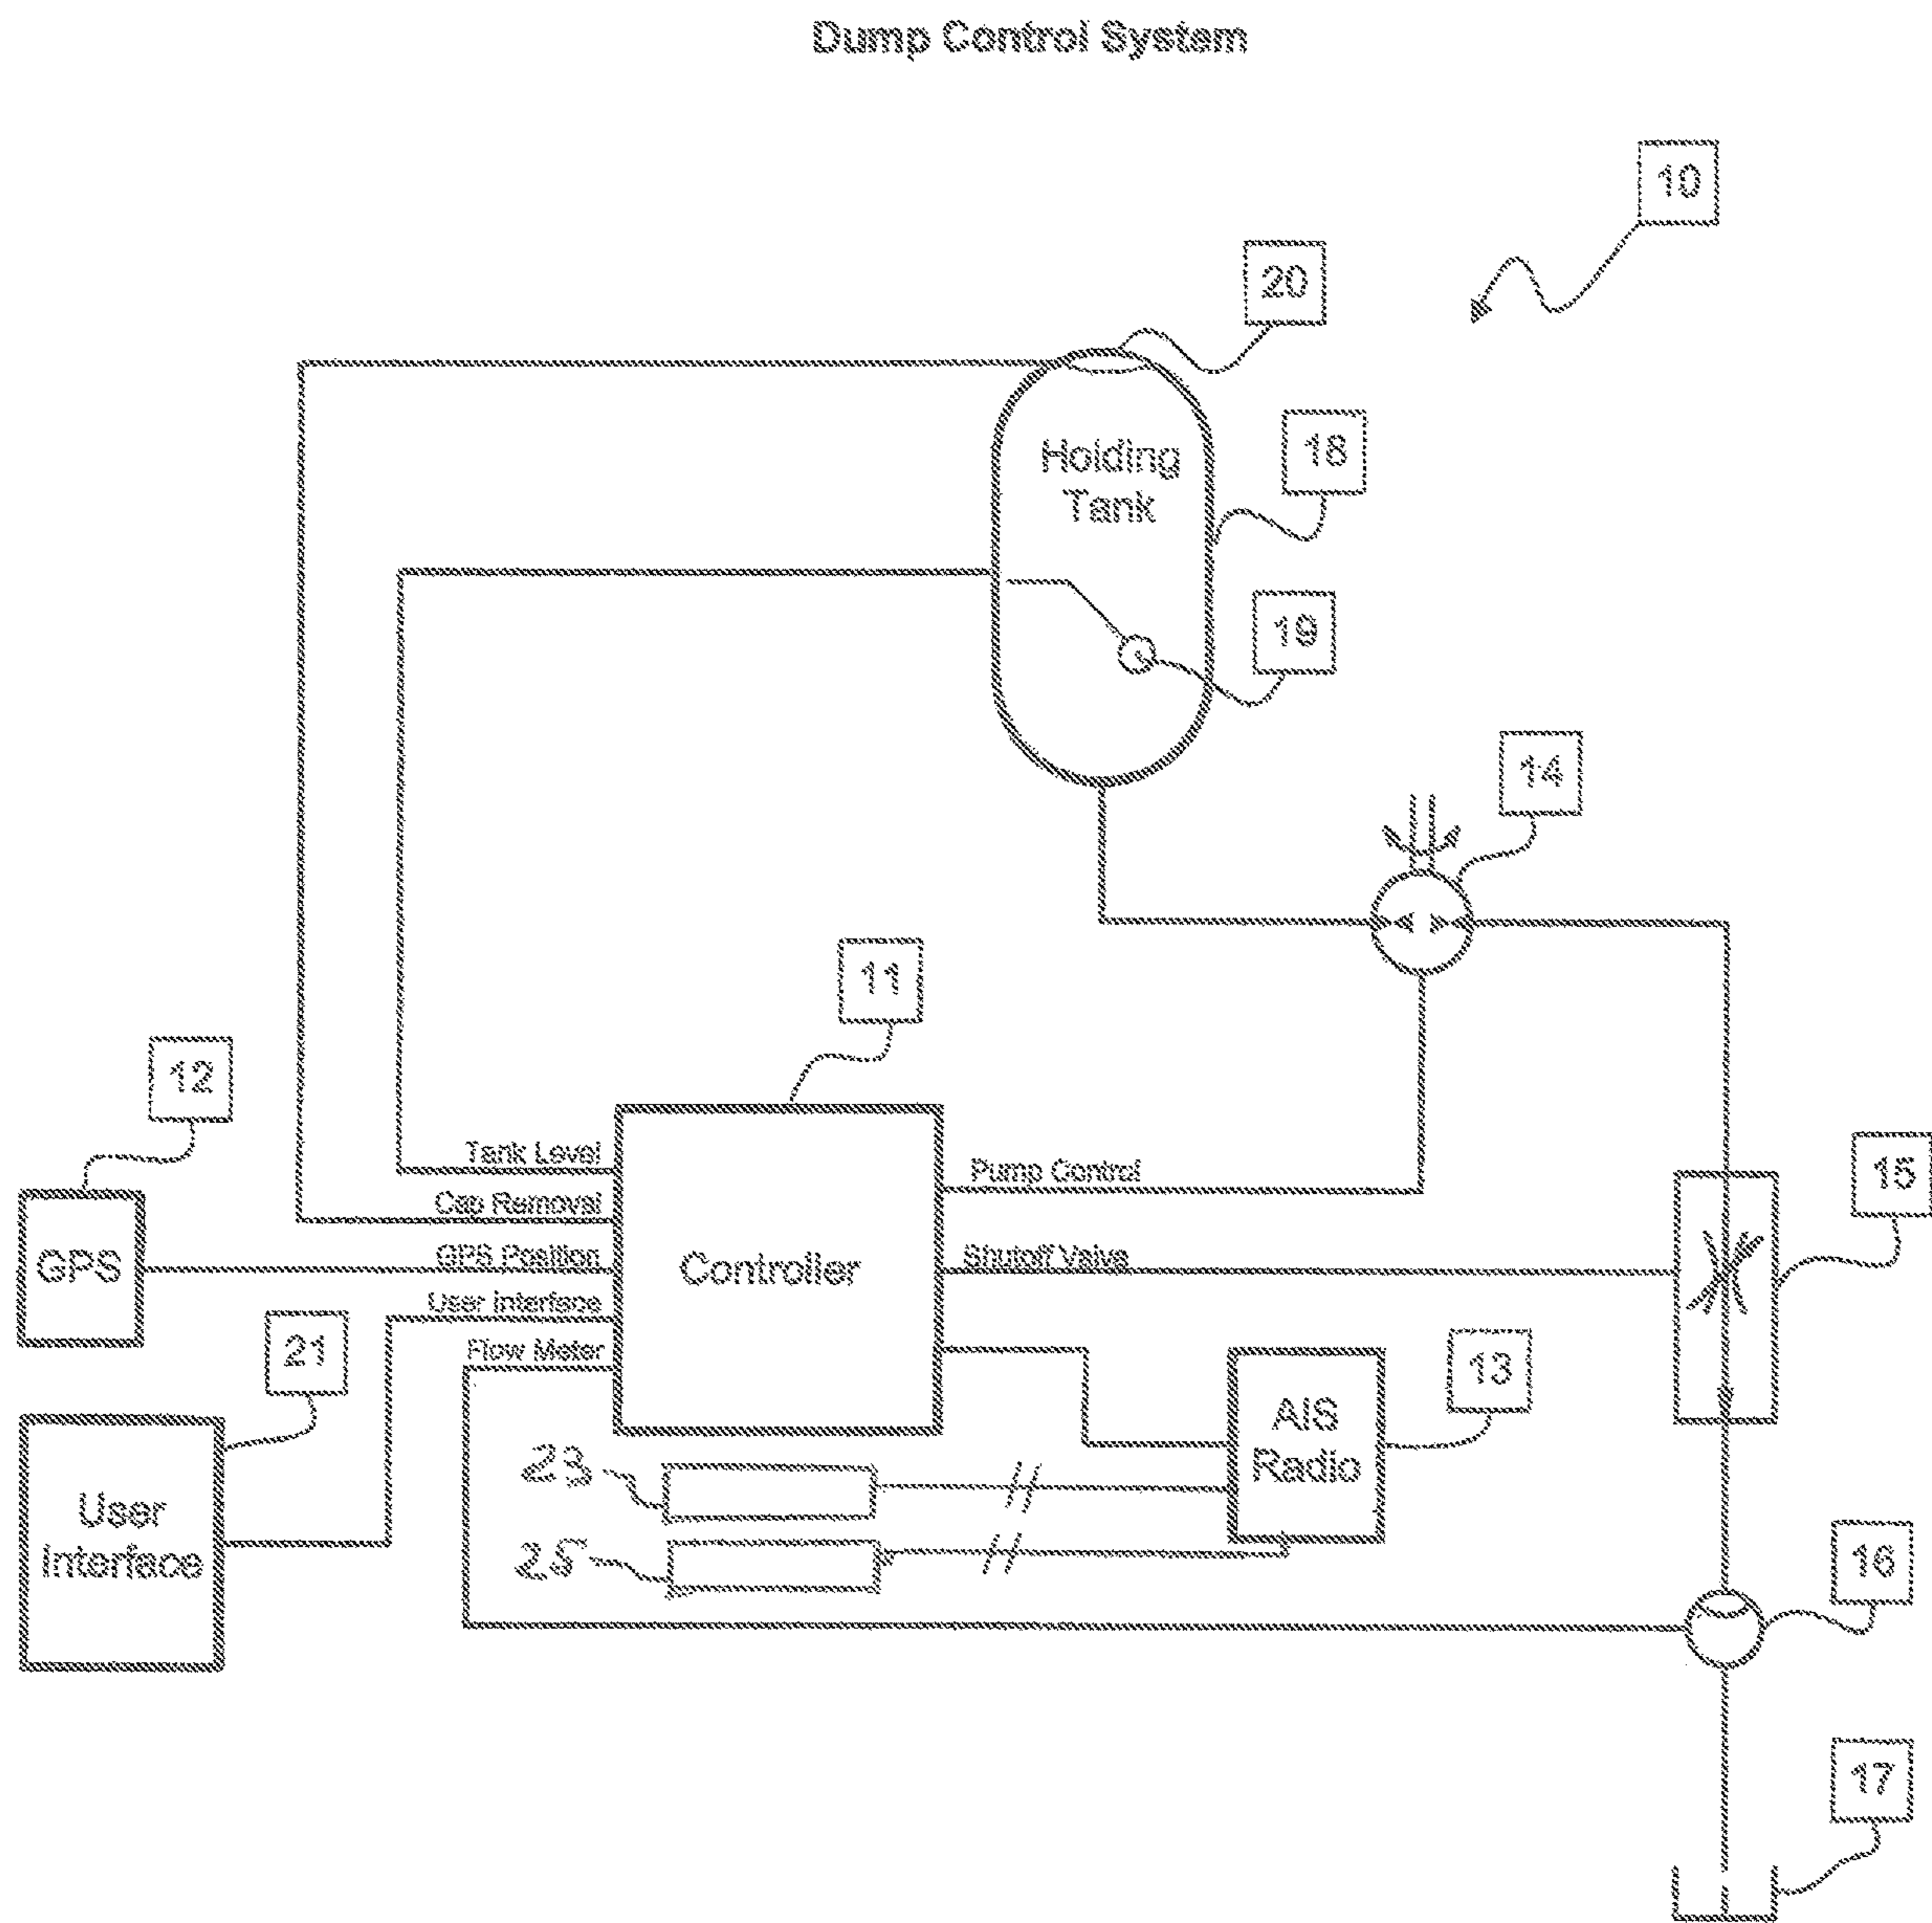 Dump Control System
10
20
18
Holding
Tank
19
14
11
12
Tank Level
Pump Control
15
Cap Removal
GPS Position
Shutoff Valve
GPS
Controller
User Interface
21
Flow Meter
13
AIS
Radio
23
User
Interface
25
16
17